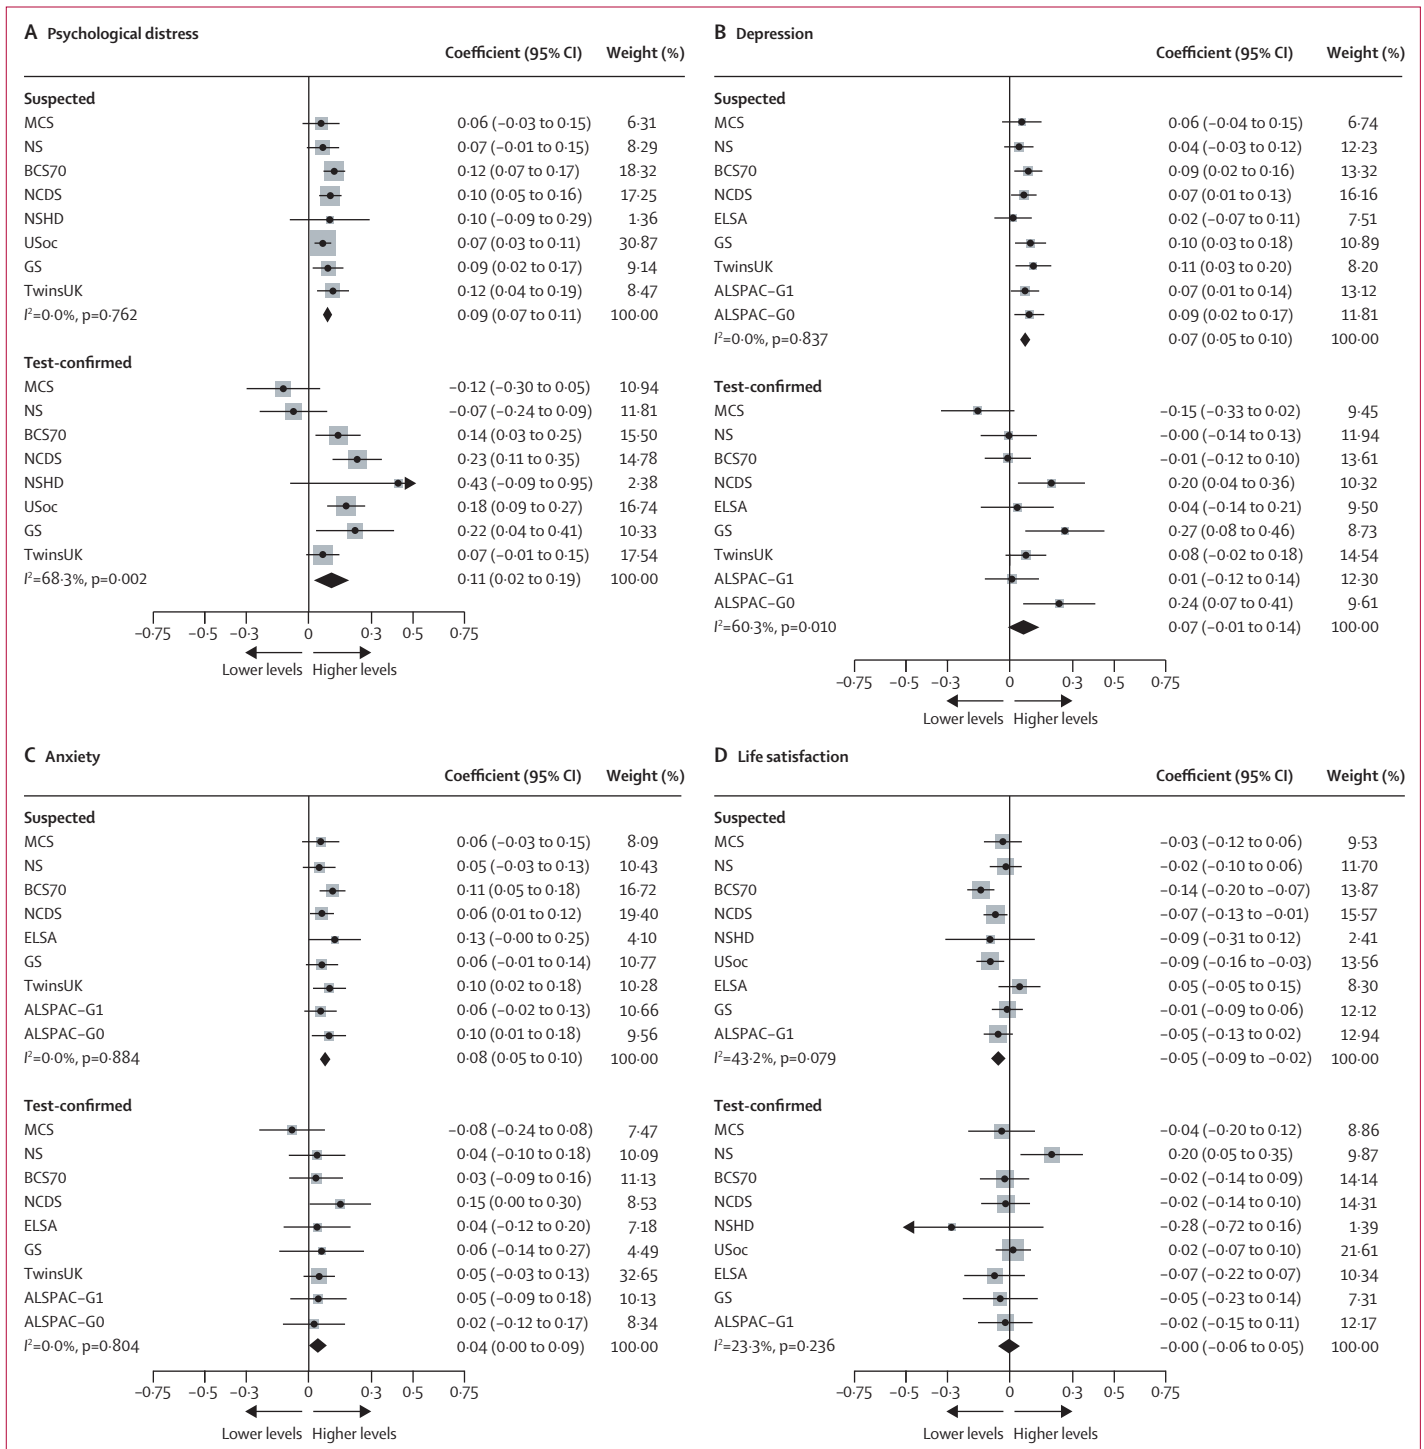 A Psychological distress
Coefficient (95% CI) Weight (%)
Suspected
MCS 0·06 (–0·03 to 0·15) 6·31
NS 0·07 (–0·01 to 0·15) 8·29
BCS70 0·12 (0·07 to 0·17) 18·32
NCDS 0·10 (0·05 to 0·16) 17·25
NSHD 0·10 (–0·09 to 0·29) 1·36
USoc 0·07 (0·03 to 0·11) 30·87
GS 0·09 (0·02 to 0·17) 9·14
TwinsUK 0·12 (0·04 to 0·19) 8·47
I²=0·0%, p=0·762 0·09 (0·07 to 0·11) 100·00
Test-confirmed
MCS –0·12 (–0·30 to 0·05) 10·94
NS –0·07 (–0·24 to 0·09) 11·81
BCS70 0·14 (0·03 to 0·25) 15·50
NCDS 0·23 (0·11 to 0·35) 14·78
NSHD 0·43 (–0·09 to 0·95) 2·38
USoc 0·18 (0·09 to 0·27) 16·74
GS 0·22 (0·04 to 0·41) 10·33
TwinsUK 0·07 (–0·01 to 0·15) 17·54
I²=68·3%, p=0·002 0·11 (0·02 to 0·19) 100·00
–0·75 –0·5 –0·3 0 0·3 0·5 0·75
Lower levels Higher levels
B Depression
Coefficient (95% CI) Weight (%)
Suspected
MCS 0·06 (–0·04 to 0·15) 6·74
NS 0·04 (–0·03 to 0·12) 12·23
BCS70 0·09 (0·02 to 0·16) 13·32
NCDS 0·07 (0·01 to 0·13) 16·16
ELSA 0·02 (–0·07 to 0·11) 7·51
GS 0·10 (0·03 to 0·18) 10·89
TwinsUK 0·11 (0·03 to 0·20) 8·20
ALSPAC–G1 0·07 (0·01 to 0·14) 13·12
ALSPAC–G0 0·09 (0·02 to 0·17) 11·81
I²=0·0%, p=0·837 0·07 (0·05 to 0·10) 100·00
Test-confirmed
MCS –0·15 (–0·33 to 0·02) 9·45
NS –0·00 (–0·14 to 0·13) 11·94
BCS70 –0·01 (–0·12 to 0·10) 13·61
NCDS 0·20 (0·04 to 0·36) 10·32
ELSA 0·04 (–0·14 to 0·21) 9·50
GS 0·27 (0·08 to 0·46) 8·73
TwinsUK 0·08 (–0·02 to 0·18) 14·54
ALSPAC–G1 0·01 (–0·12 to 0·14) 12·30
ALSPAC–G0 0·24 (0·07 to 0·41) 9·61
I²=60·3%, p=0·010 0·07 (–0·01 to 0·14) 100·00
–0·75 –0·5 –0·3 0 0·3 0·5 0·75
Lower levels Higher levels
C Anxiety
Coefficient (95% CI) Weight (%)
Suspected
MCS 0·06 (–0·03 to 0·15) 8·09
NS 0·05 (–0·03 to 0·13) 10·43
BCS70 0·11 (0·05 to 0·18) 16·72
NCDS 0·06 (0·01 to 0·12) 19·40
ELSA 0·13 (–0·00 to 0·25) 4·10
GS 0·06 (–0·01 to 0·14) 10·77
TwinsUK 0·10 (0·02 to 0·18) 10·28
ALSPAC–G1 0·06 (–0·02 to 0·13) 10·66
ALSPAC–G0 0·10 (0·01 to 0·18) 9·56
I²=0·0%, p=0·884 0·08 (0·05 to 0·10) 100·00
Test-confirmed
MCS –0·08 (–0·24 to 0·08) 7·47
NS 0·04 (–0·10 to 0·18) 10·09
BCS70 0·03 (–0·09 to 0·16) 11·13
NCDS 0·15 (0·00 to 0·30) 8·53
ELSA 0·04 (–0·12 to 0·20) 7·18
GS 0·06 (–0·14 to 0·27) 4·49
TwinsUK 0·05 (–0·03 to 0·13) 32·65
ALSPAC–G1 0·05 (–0·09 to 0·18) 10·13
ALSPAC–G0 0·02 (–0·12 to 0·17) 8·34
I²=0·0%, p=0·804 0·04 (0·00 to 0·09) 100·00
–0·75 –0·5 –0·3 0 0·3 0·5 0·75
Lower levels Higher levels
D Life satisfaction
Coefficient (95% CI) Weight (%)
Suspected
MCS –0·03 (–0·12 to 0·06) 9·53
NS –0·02 (–0·10 to 0·06) 11·70
BCS70 –0·14 (–0·20 to –0·07) 13·87
NCDS –0·07 (–0·13 to –0·01) 15·57
NSHD –0·09 (–0·31 to 0·12) 2·41
USoc –0·09 (–0·16 to –0·03) 13·56
ELSA 0·05 (–0·05 to 0·15) 8·30
GS –0·01 (–0·09 to 0·06) 12·12
ALSPAC–G1 –0·05 (–0·13 to 0·02) 12·94
I²=43·2%, p=0·079 –0·05 (–0·09 to –0·02) 100·00
Test-confirmed
MCS –0·04 (–0·20 to 0·12) 8·86
NS 0·20 (0·05 to 0·35) 9·87
BCS70 –0·02 (–0·14 to 0·09) 14·14
NCDS –0·02 (–0·14 to 0·10) 14·31
NSHD –0·28 (–0·72 to 0·16) 1·39
USoc 0·02 (–0·07 to 0·10) 21·61
ELSA –0·07 (–0·22 to 0·07) 10·34
GS –0·05 (–0·23 to 0·14) 7·31
ALSPAC–G1 –0·02 (–0·15 to 0·11) 12·17
I²=23·3%, p=0·236 –0·00 (–0·06 to 0·05) 100·00
–0·75 –0·5 –0·3 0 0·3 0·5 0·75
Lower levels Higher levels